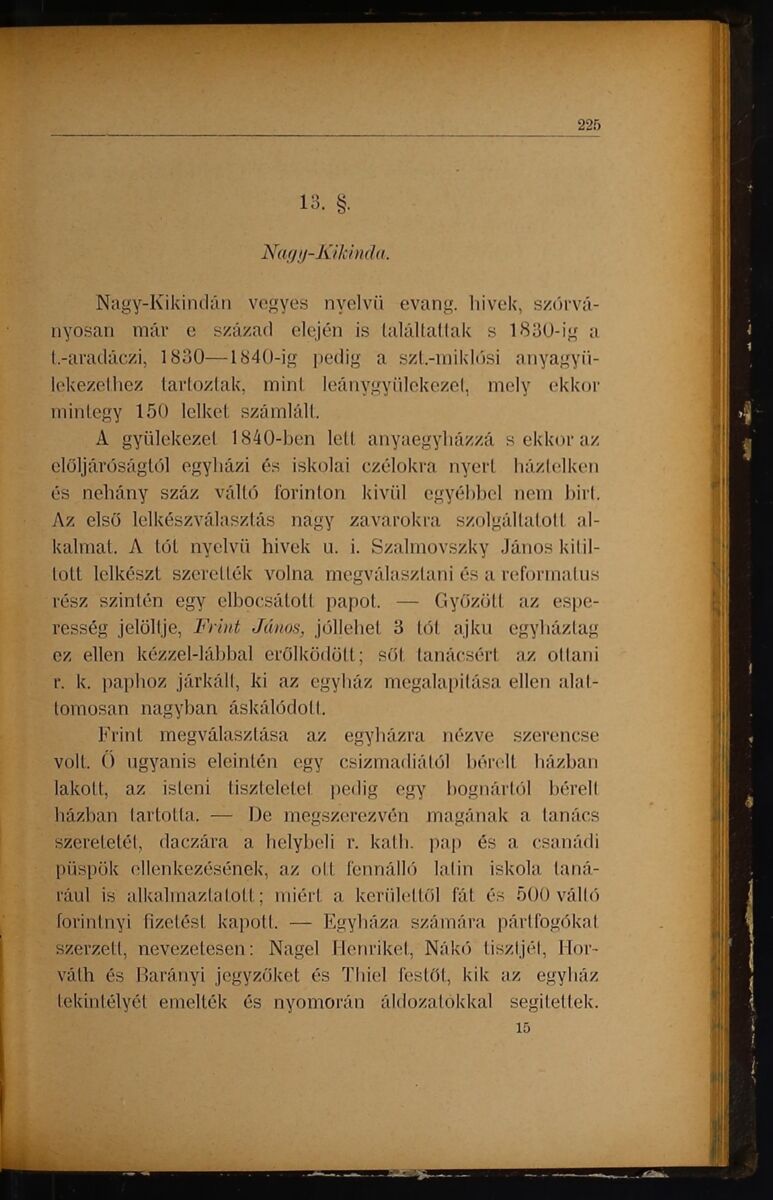 225
13. §.
Nagy-Kikinda.
Nagy-Kikindán vegyes nyelvü evang. hivek, szórvá-
nyosan már e század elején is találtattak s 1830-ig a
t.-aradáczi, 1830—1840-ig pedig a szt.-miklósi anyagyü-
lekezethez tartoztak, mint leánygyülekezet, mely ekkor
mintegy 150 lelket számlált.
A gyülekezet 1840-ben lett anyaegyházzá s ekkor az
előljáróságtól egyházi és iskolai czélokra nyert háztelken
és nehány száz váltó forinton kivül egyébbel nem birt.
Az első lelkészválasztás nagy zavarokra szolgáltatott al-
kalmat. A tót nyelvü hivek u. i. Szalmovszky János kitil-
tott lelkészt szerették volna megválasztani és a reformatus
rész szintén egy elbocsátott papot. — Győzött az espe-
resség jelöltje, Frint János, jóllehet 3 tót ajku egyháztag
ez ellen kézzel-lábbal erőlködött; sőt tanácsért az ottani
r. k. paphoz járkált, ki az egyház megalapitása ellen alat-
tomosan nagyban áskálódott.
Frint megválasztása az egyházra nézve szerencse
volt. Ő ugyanis eleintén egy csizmadiától bérelt házban
lakott, az isteni tiszteletet pedig egy bognártól bérelt
házban tartotta. — De megszerezvén magának a tanács
szeretetét, daczára a helybeli r. kath. pap és a csanádi
püspök ellenkezésének, az ott fennálló latin iskola taná-
rául is alkalmaztatott; miért a kerülettől fát és 500 váltó
forintnyi fizetést kapott. — Egyháza számára pártfogókat
szerzett, nevezetesen: Nagel Henriket, Nákó tisztjét, Hor-
váth és Barányi jegyzőket és Thiel festőt, kik az egyház
tekintélyét emelték és nyomorán áldozatokkal segitettek.
15